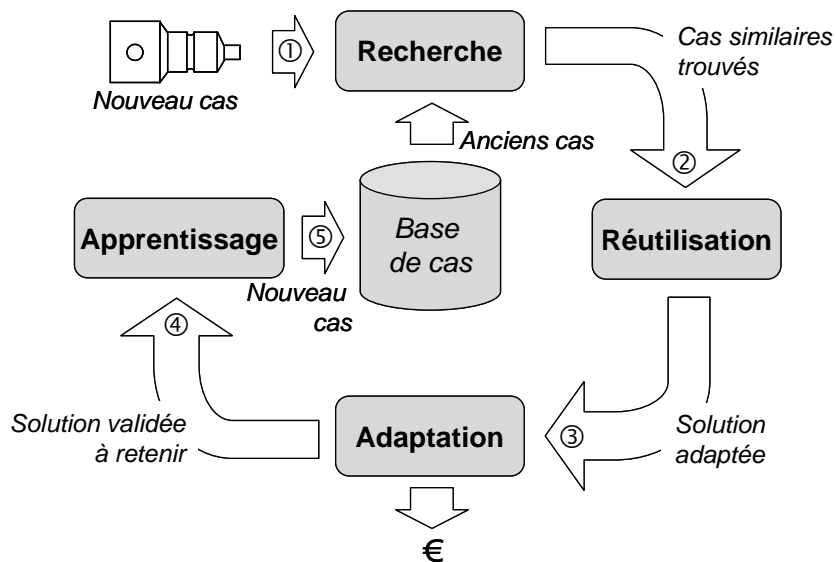 ①
Recherche
Cas similaires
trouvés
Nouveau cas
Anciens cas
②
Apprentissage
⑤
Base
de cas
Réutilisation
Nouveau
cas
④
Solution validée
à retenir
Adaptation
③
Solution
adaptée
€